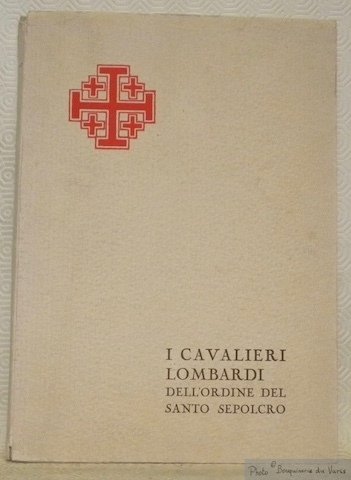 I CAVALIERI
LOMBARDI
DELL'ORDINE DEL
SANTO SEPOLCRO
Photo © Bouquinerie du Varis